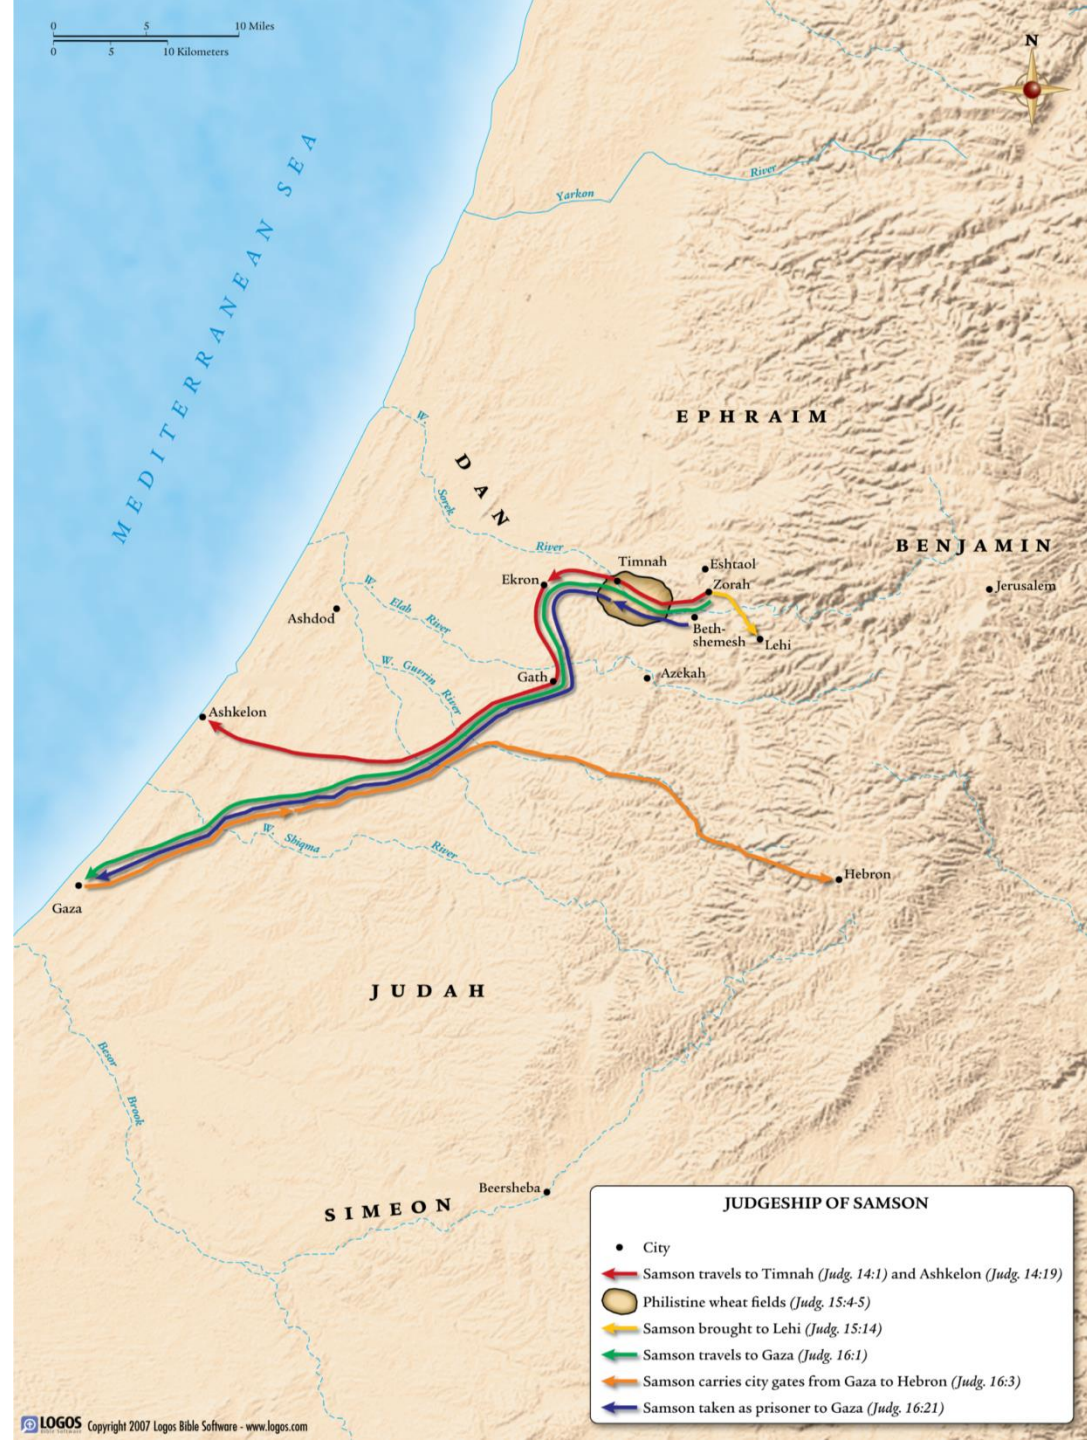 0 5 10 Miles
0 5 10 Kilometers
N
MEDITERRANEAN SEA
Yarkon River
EPHRAIM
DAN
W. Sorek River
BENJAMIN
Timnah
Eshtaol
Ekron
Zorah
Jerusalem
W. Elah River
Ashdod
Beth-
shemesh
Lehi
W. Guvrin River
Gath
Azekah
Ashkelon
W. Shiqma River
Hebron
Gaza
JUDAH
Besor Brook
Beersheba
SIMEON
JUDGESHIP OF SAMSON
City
Samson travels to Timnah (Judg. 14:1) and Ashkelon (Judg. 14:19)
Philistine wheat fields (Judg. 15:4-5)
Samson brought to Lehi (Judg. 15:14)
Samson travels to Gaza (Judg. 16:1)
Samson carries city gates from Gaza to Hebron (Judg. 16:3)
Samson taken as prisoner to Gaza (Judg. 16:21)
LOGOS Copyright 2007 Logos Bible Software - www.logos.com
BIBLE SOFTWARE